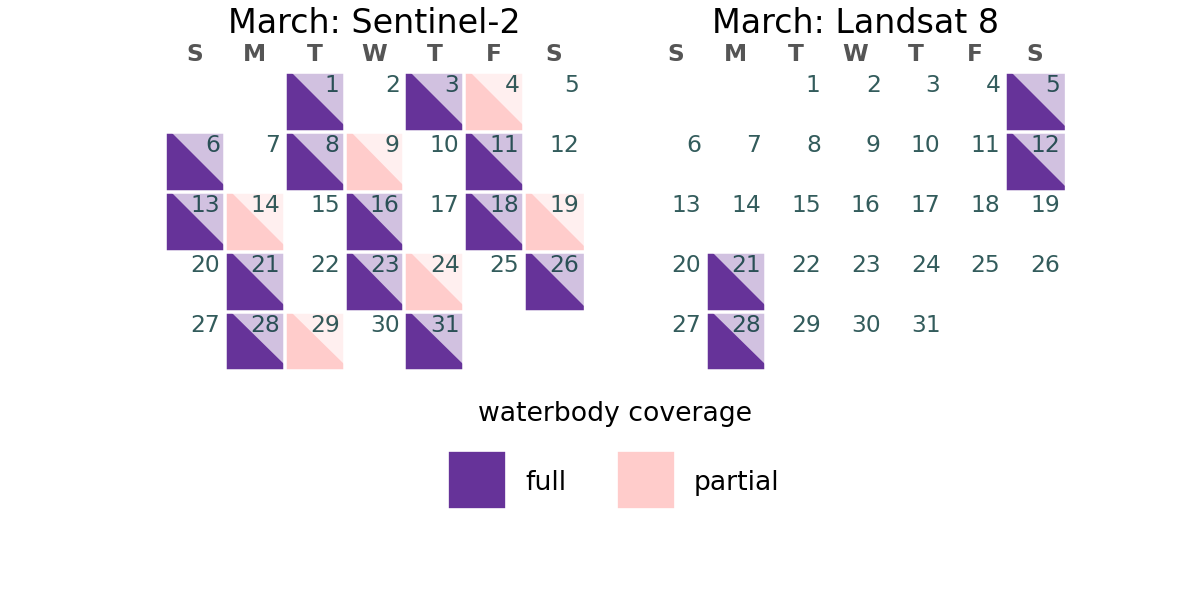 March: Sentinel-2
S M T W T F S
1 2 3 4 5
6 7 8 9 10 11 12
13 14 15 16 17 18 19
20 21 22 23 24 25 26
27 28 29 30 31
March: Landsat 8
S M T W T F S
1 2 3 4 5
6 7 8 9 10 11 12
13 14 15 16 17 18 19
20 21 22 23 24 25 26
27 28 29 30 31
waterbody coverage
full
partial